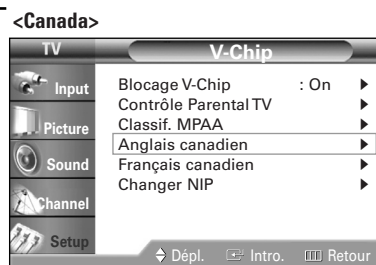 <Canada>
TV
V-Chip
Input
Picture
Sound
Channel
Setup
Blocage V-Chip : On
Contrôle Parental TV
Classif. MPAA
Anglais canadien
Français canadien
Changer NIP
Dépl. Intro. Retour